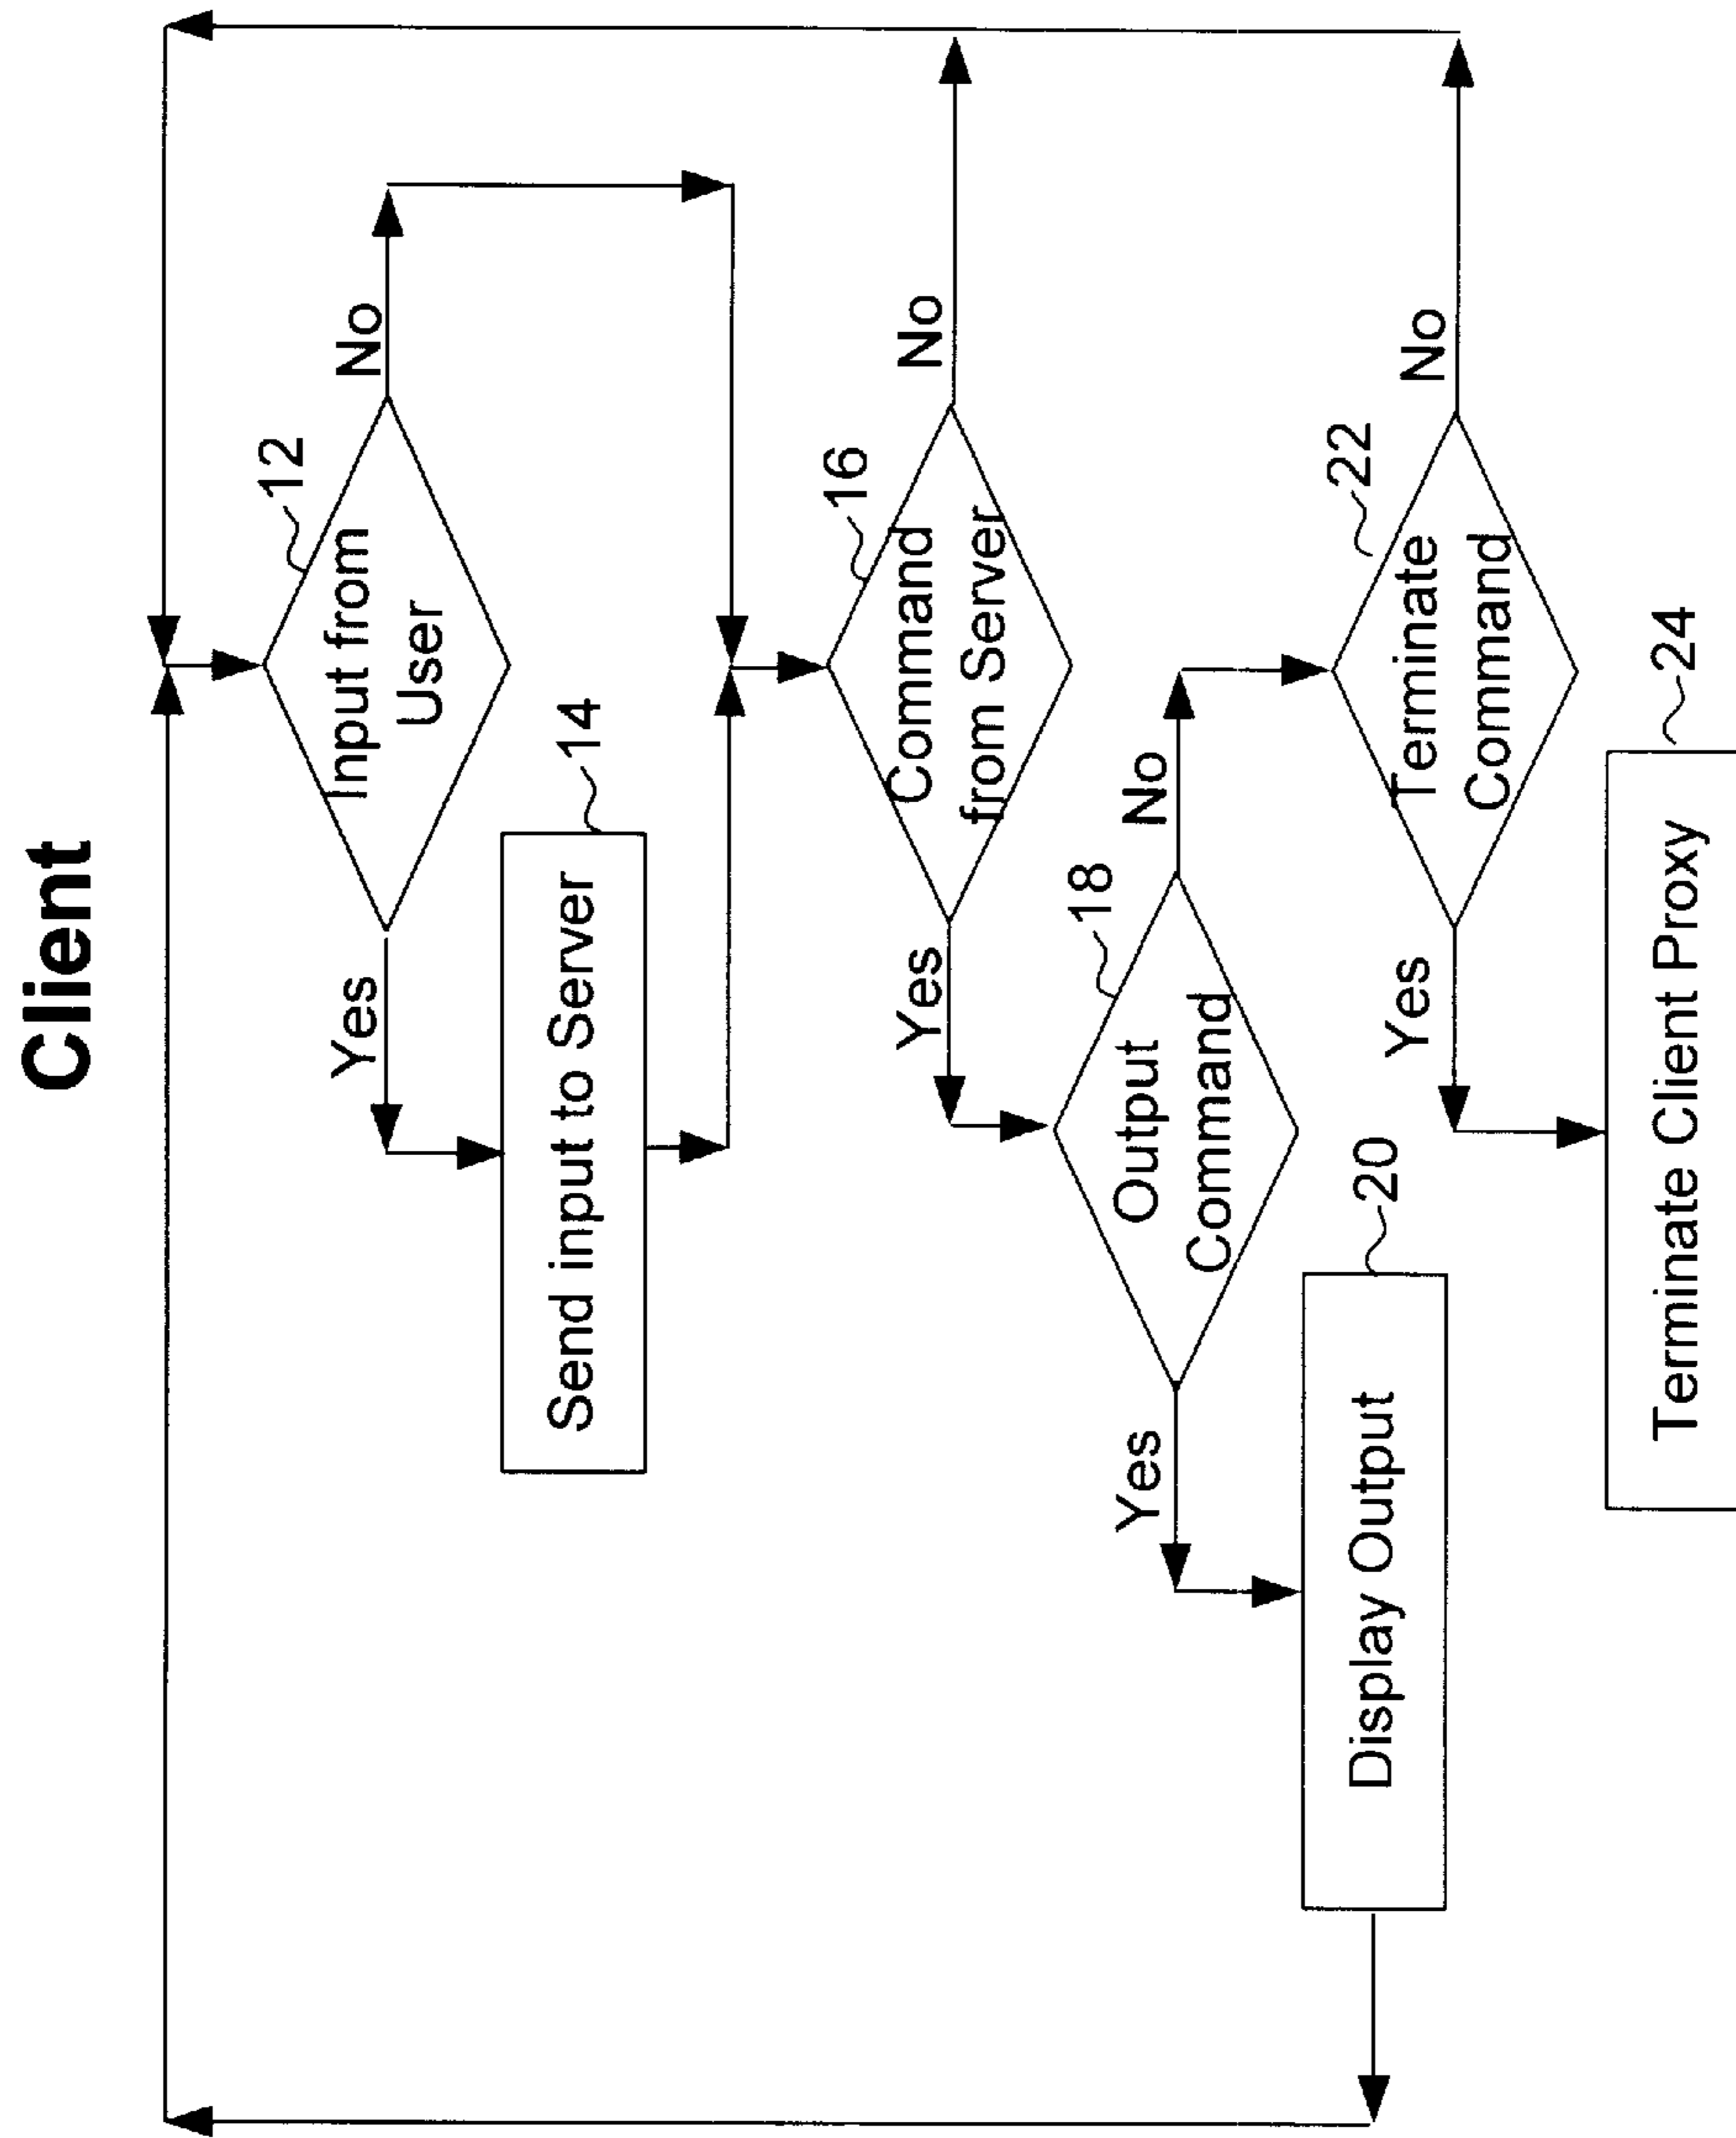 Client
12
Input from
User
Yes
No
14
Send input to Server
16
Command
from Server
Yes
No
18
Output
Command
Yes
No
20
Display Output
22
Terminate
Command
Yes
No
24
Terminate Client Proxy